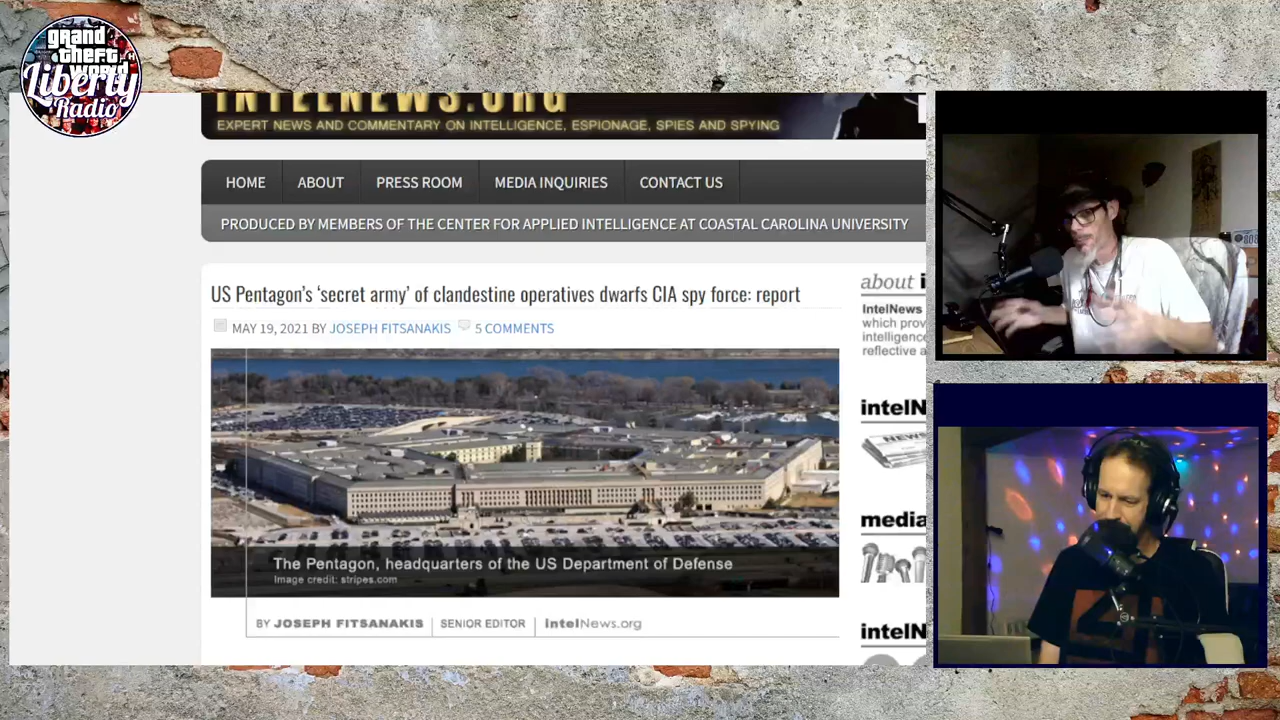 grand
theft
world
Liberty
Radio
INTELNEWS.ORG
EXPERT NEWS AND COMMENTARY ON INTELLIGENCE, ESPIONAGE, SPIES AND SPYING
HOME ABOUT PRESS ROOM MEDIA INQUIRIES CONTACT US
PRODUCED BY MEMBERS OF THE CENTER FOR APPLIED INTELLIGENCE AT COASTAL CAROLINA UNIVERSITY
US Pentagon’s ‘secret army’ of clandestine operatives dwarfs CIA spy force: report
MAY 19, 2021 BY JOSEPH FITSANAKIS 5 COMMENTS
The Pentagon, headquarters of the US Department of Defense
Image credit: stripes.com
BY JOSEPH FITSANAKIS SENIOR EDITOR intelNews.org
about i
IntelNews
which prov
intelligence
reflective a
intelN
NEWS
media
intelN